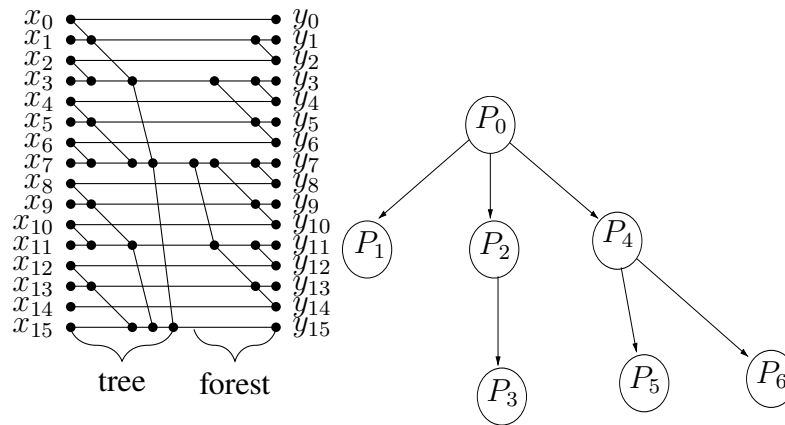 x₀ y₀
x₁ y₁
x₂ y₂
x₃ y₃
x₄ y₄
x₅ y₅
x₆ y₆
x₇ y₇
x₈ y₈
x₉ y₉
x₁₀ y₁₀
x₁₁ y₁₁
x₁₂ y₁₂
x₁₃ y₁₃
x₁₄ y₁₄
x₁₅ y₁₅
tree forest
P₀
P₁ P₂ P₄
P₃ P₅ P₆